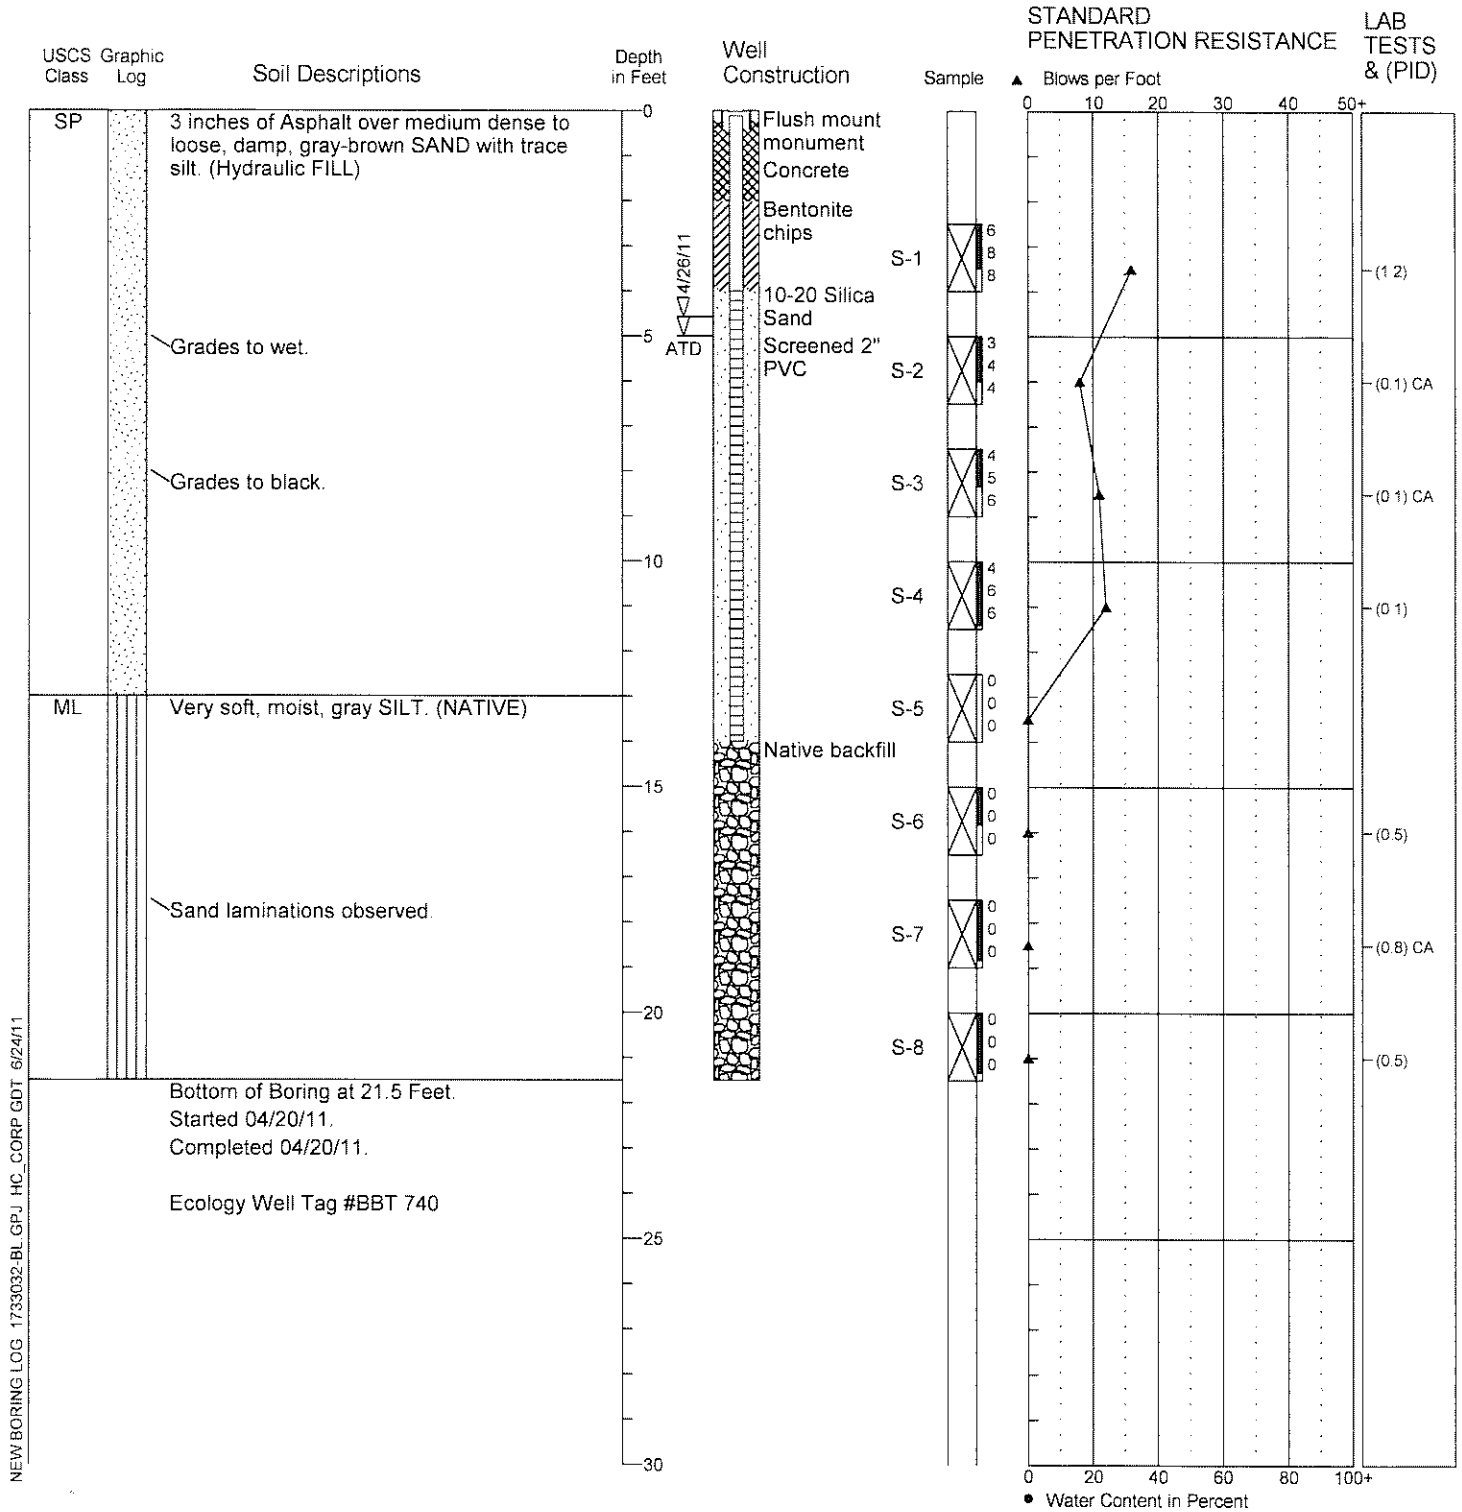 STANDARD
PENETRATION RESISTANCE
LAB
TESTS
& (PID)
USCS
Class
Graphic
Log
Soil Descriptions
Depth
in Feet
Well
Construction
Sample
▲ Blows per Foot
0 10 20 30 40 50+
0
SP
3 inches of Asphalt over medium dense to
loose, damp, gray-brown SAND with trace
silt. (Hydraulic FILL)
Flush mount
monument
Concrete
Bentonite
chips
S-1
6
8
8
(1 2)
4/26/11
10-20 Silica
Sand
5
ATD
Grades to wet.
Screened 2"
PVC
S-2
3
4
4
(0.1) CA
Grades to black.
S-3
4
5
6
(0 1) CA
10
S-4
4
6
6
(0 1)
ML
Very soft, moist, gray SILT. (NATIVE)
S-5
0
0
0
Native backfill
15
S-6
0
0
0
(0.5)
Sand laminations observed.
S-7
0
0
0
(0.8) CA
20
S-8
0
0
0
(0.5)
Bottom of Boring at 21.5 Feet.
Started 04/20/11.
Completed 04/20/11.
Ecology Well Tag #BBT 740
25
30
0 20 40 60 80 100+
● Water Content in Percent
NEW BORING LOG 1733032-BL.GPJ HC_CORP GDT 6/24/11